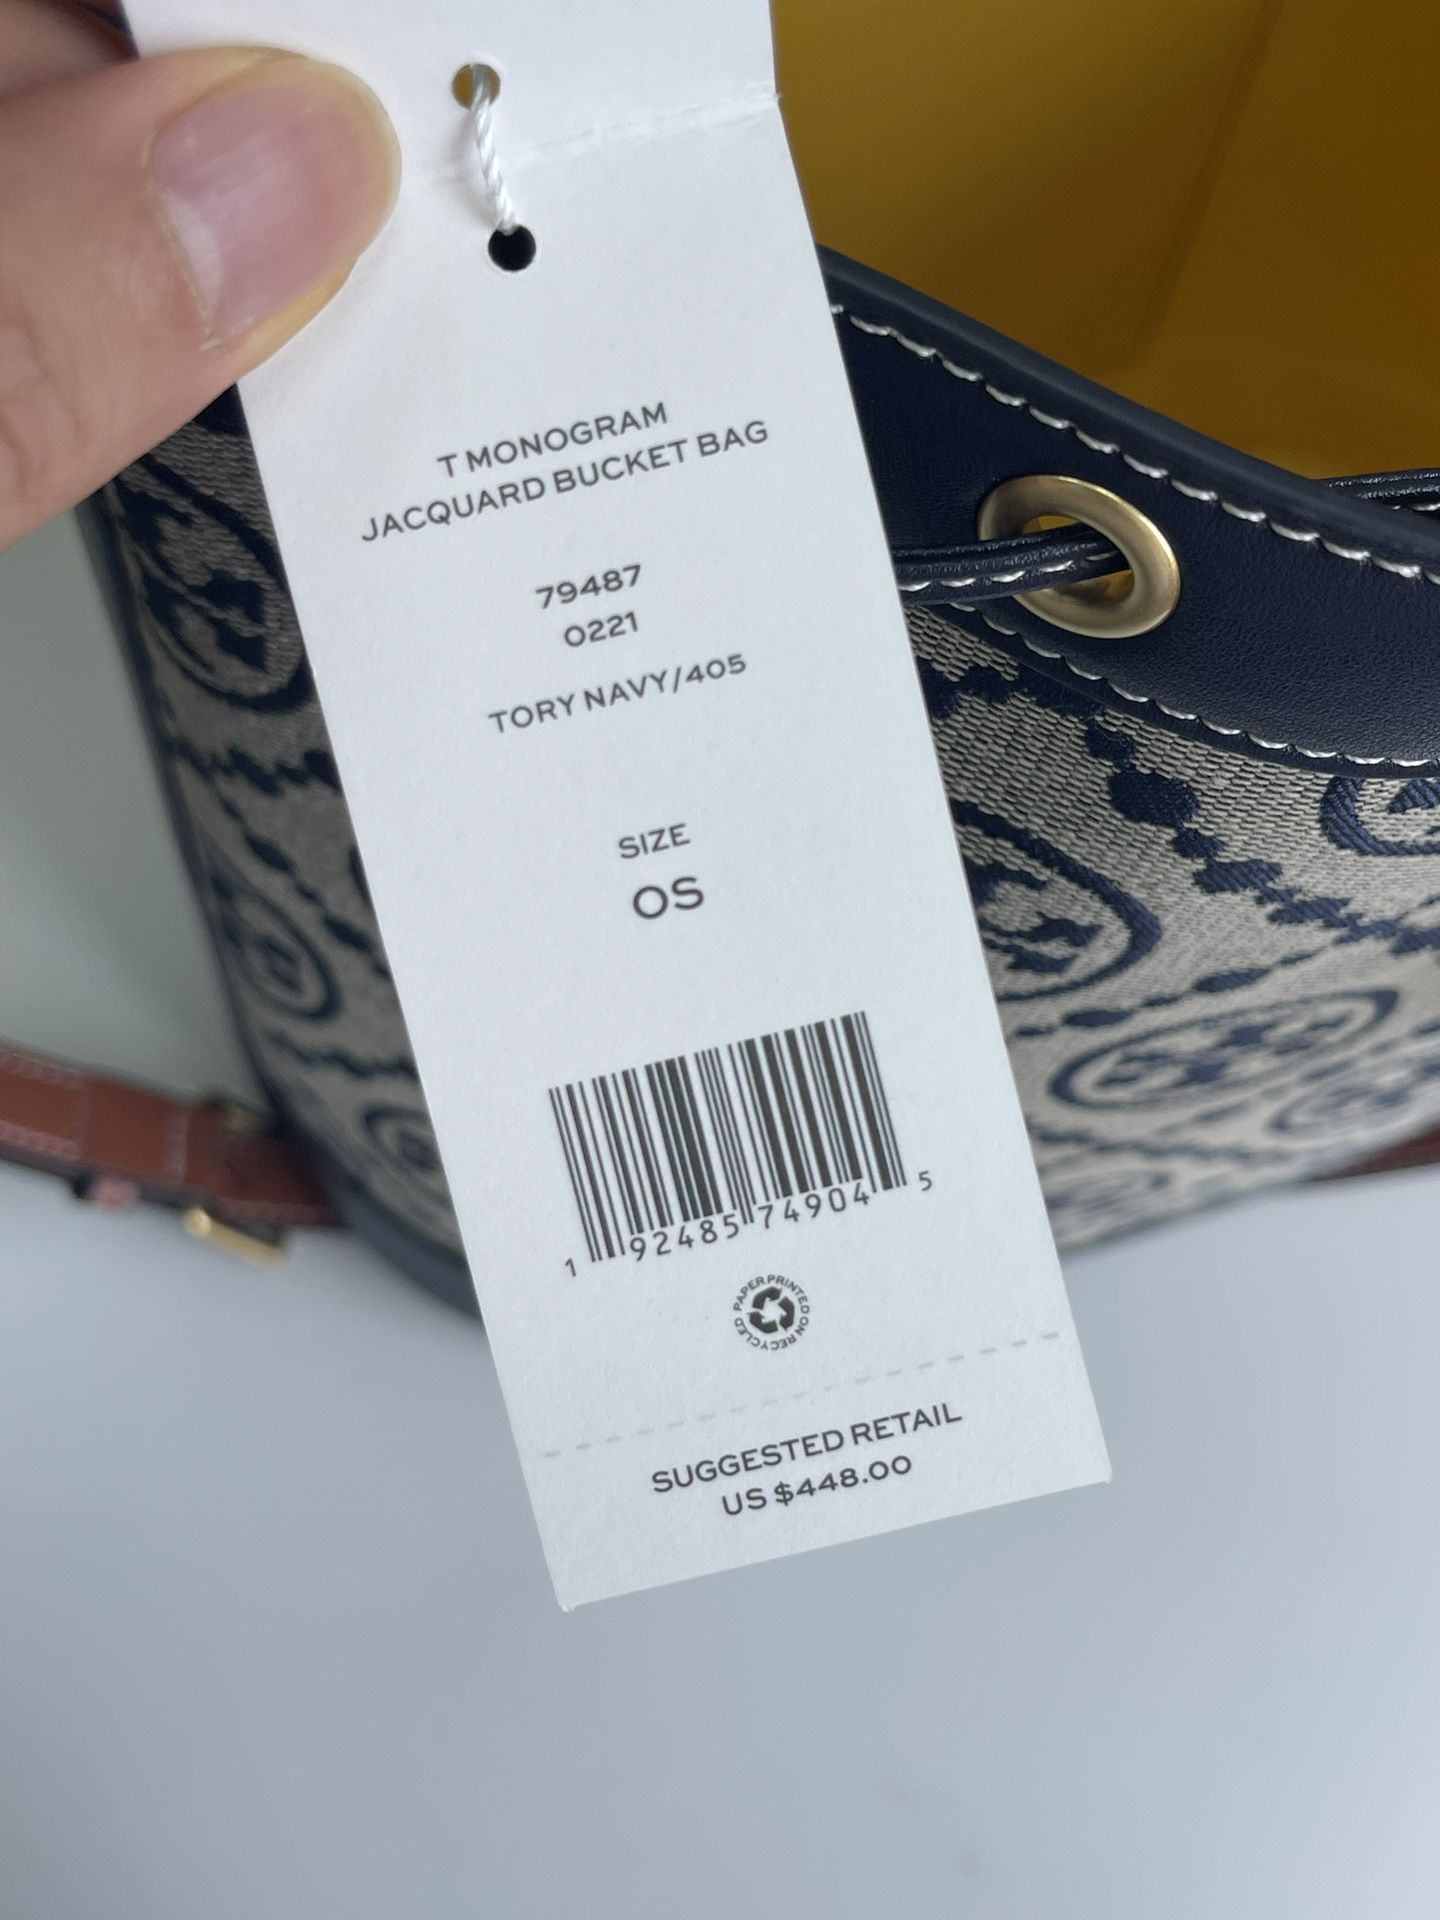 T MONOGRAM
JACQUARD BUCKET BAG
79487
0221
TORY NAVY/405
SIZE
OS
1 92485 74904 5
PAPER PRINTED ON RECYCLED
SUGGESTED RETAIL
US $448.00